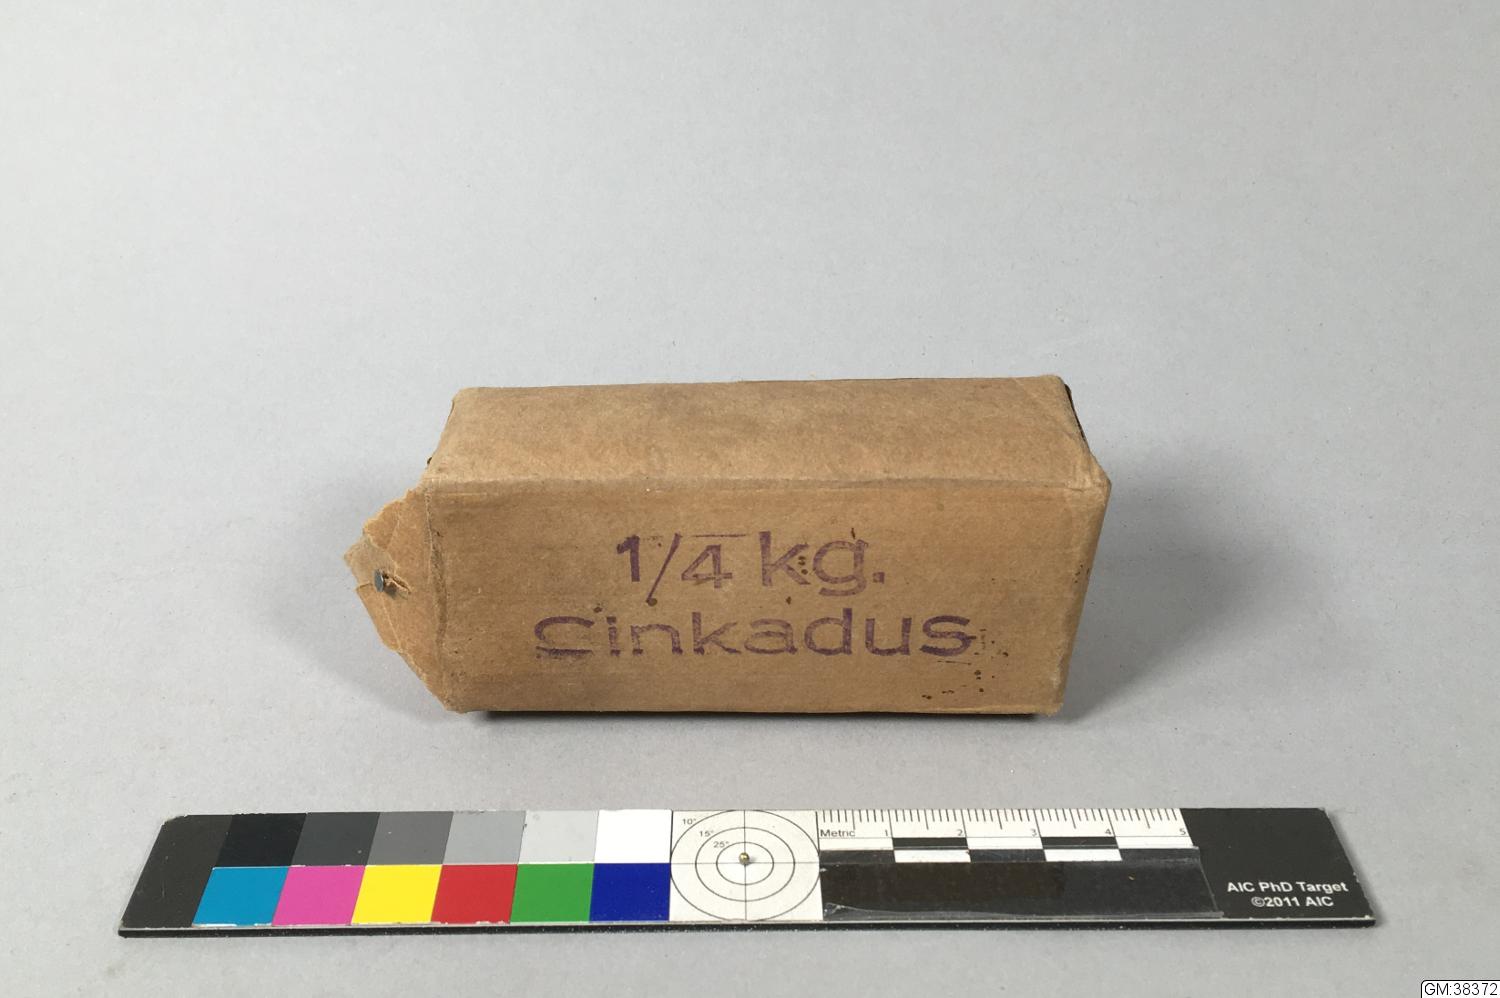 1/4 kg.
Cinkadus
10°
15°
25°
Metric 1 2 3 4 5
AIC PhD Target
©2011 AIC
GM:38372